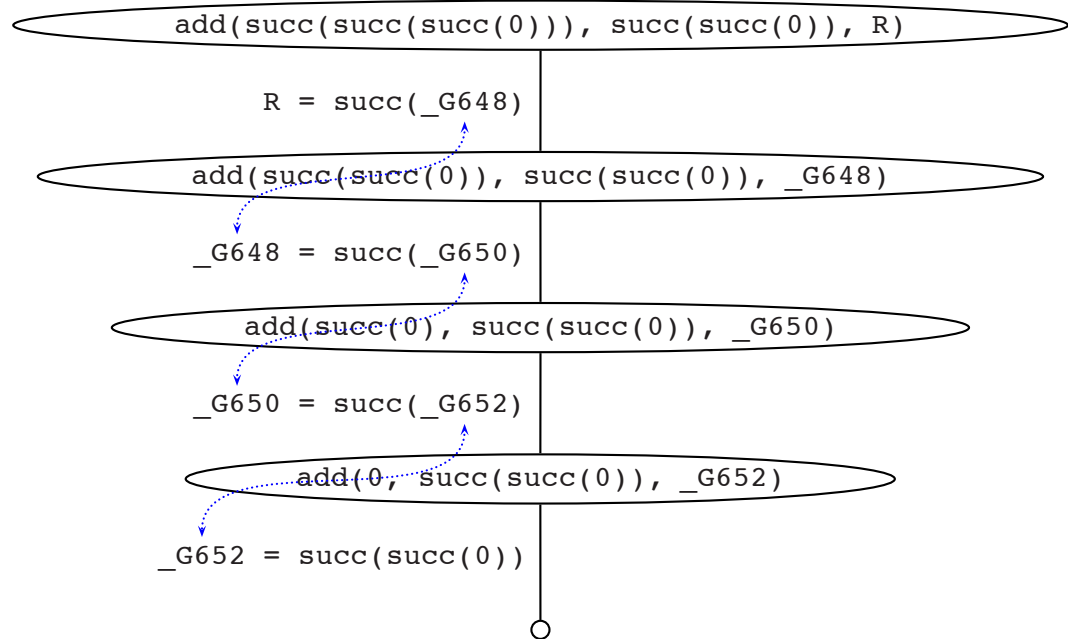 add(succ(succ(succ(0))), succ(succ(0)), R)
R = succ(_G648)
add(succ(succ(0)), succ(succ(0)), _G648)
_G648 = succ(_G650)
add(succ(0), succ(succ(0)), _G650)
_G650 = succ(_G652)
add(0, succ(succ(0)), _G652)
_G652 = succ(succ(0))